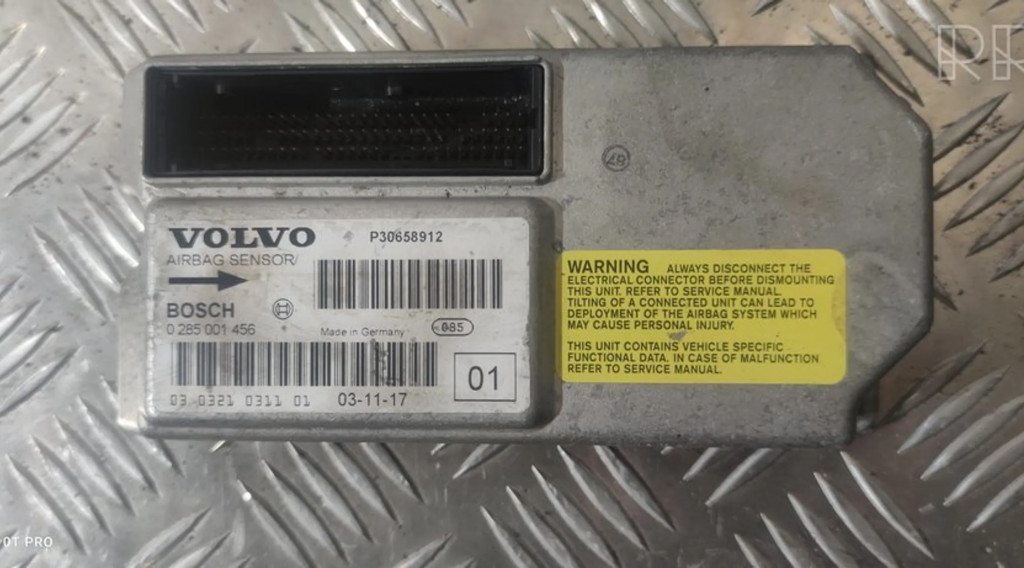 VOLVO
P30658912
AIRBAG SENSOR
BOSCH
0 285 001 456
Made in Germany
085
03 0321 0311 01
03-11-17
01
WARNING ALWAYS DISCONNECT THE
ELECTRICAL CONNECTOR BEFORE DISMOUNTING
THIS UNIT. REFER TO SERVICE MANUAL.
TILTING OF A CONNECTED UNIT CAN LEAD TO
DEPLOYMENT OF THE AIRBAG SYSTEM WHICH
MAY CAUSE PERSONAL INJURY.
THIS UNIT CONTAINS VEHICLE SPECIFIC
FUNCTIONAL DATA. IN CASE OF MALFUNCTION
REFER TO SERVICE MANUAL.
OT PRO